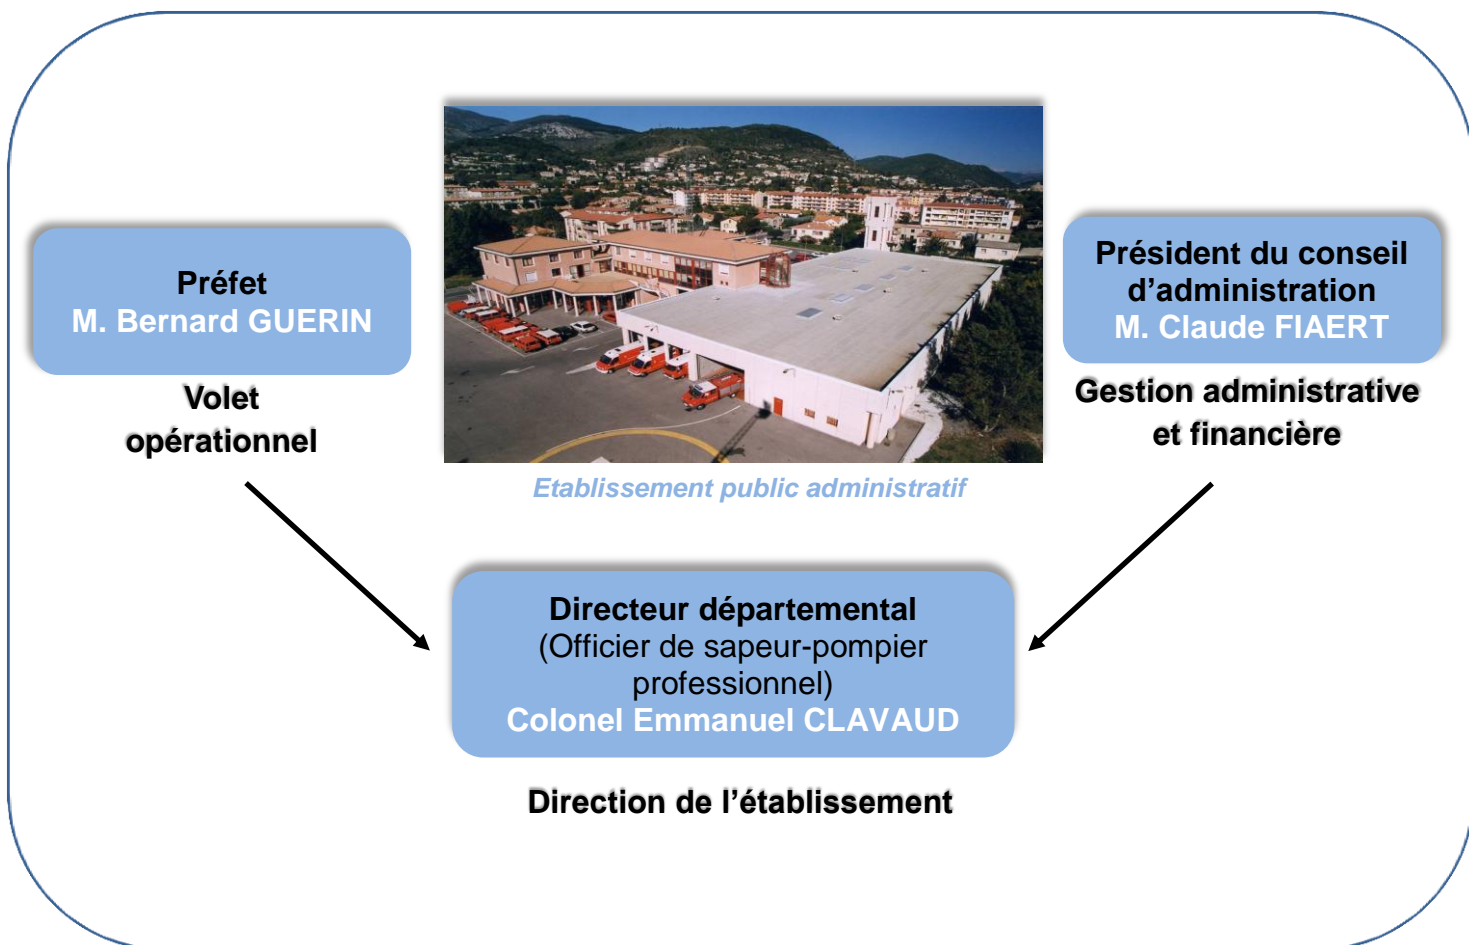 Préfet
M. Bernard GUERIN
Volet
opérationnel
Président du conseil
d’administration
M. Claude FIAERT
Gestion administrative
et financière
Etablissement public administratif
Directeur départemental
(Officier de sapeur-pompier
professionnel)
Colonel Emmanuel CLAVAUD
Direction de l’établissement